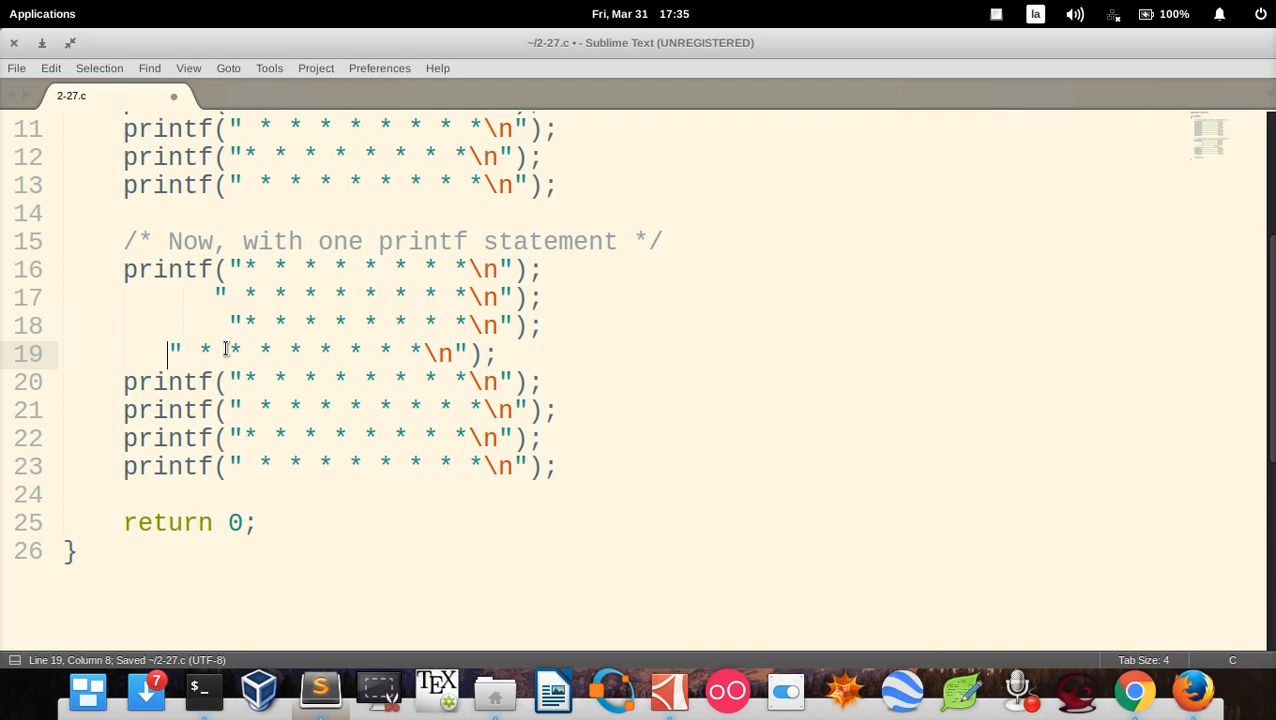 Applications
Fri, Mar 31 17:35
la
100%
~/2-27.c • - Sublime Text (UNREGISTERED)
File Edit Selection Find View Goto Tools Project Preferences Help
2-27.c
11 printf(" * * * * * * * *\n");
12 printf("* * * * * * * *\n");
13 printf(" * * * * * * * *\n");
14
15 /* Now, with one printf statement */
16 printf("* * * * * * * *\n");
17 " * * * * * * * *\n");
18 "* * * * * * * *\n");
19 " * * * * * * * *\n");
20 printf("* * * * * * * *\n");
21 printf(" * * * * * * * *\n");
22 printf("* * * * * * * *\n");
23 printf(" * * * * * * * *\n");
24
25 return 0;
26 }
Line 19, Column 8; Saved ~/2-27.c (UTF-8)
Tab Size: 4
C
7
TEX